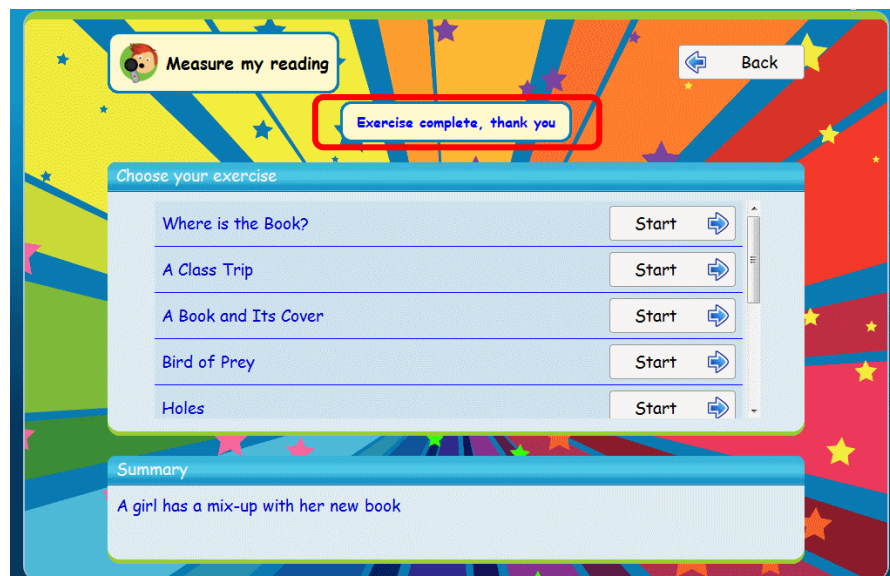 Measure my reading
Back
Exercise complete, thank you
Choose your exercise
Where is the Book? Start
A Class Trip Start
A Book and Its Cover Start
Bird of Prey Start
Holes Start
Summary
A girl has a mix-up with her new book